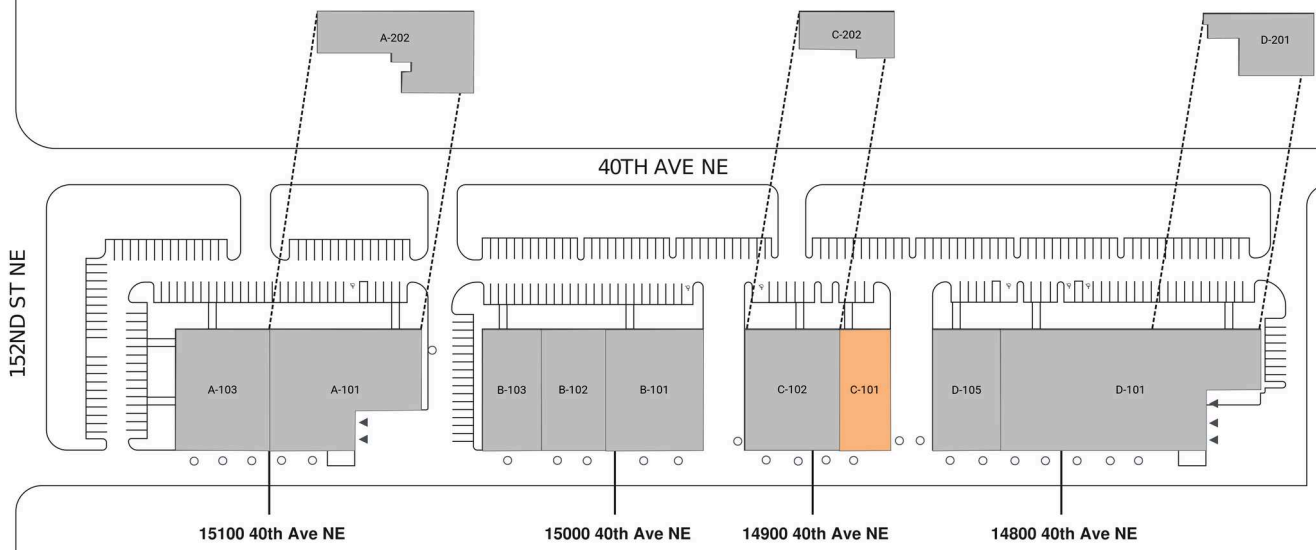 A-202
C-202
D-201
40TH AVE NE
152ND ST NE
A-103
A-101
B-103
B-102
B-101
C-102
C-101
D-105
D-101
15100 40th Ave NE
15000 40th Ave NE
14900 40th Ave NE
14800 40th Ave NE